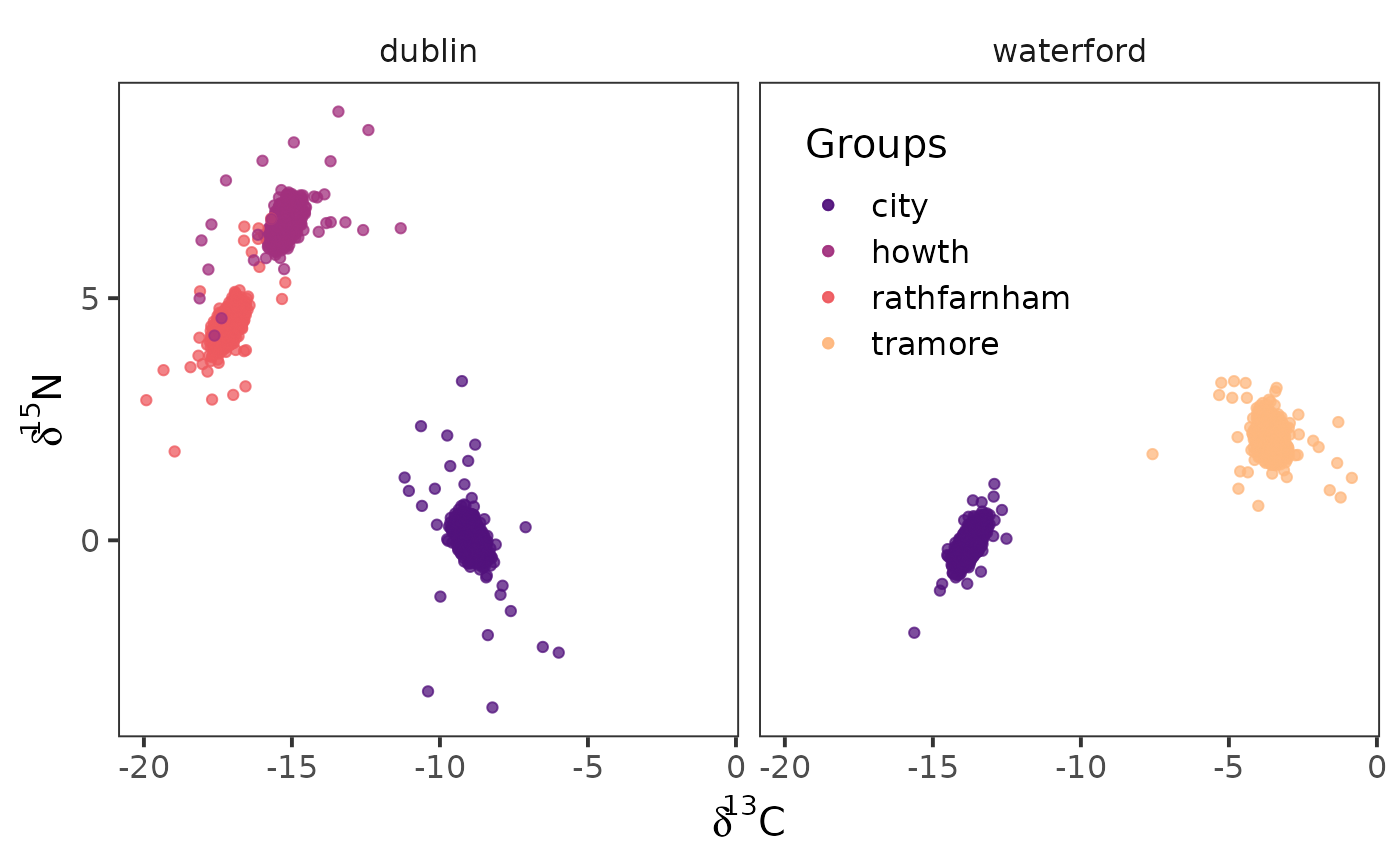 dublin
waterford
Groups
city
howth
rathfarnham
tramore
5
0
δ¹⁵N
-20 -15 -10 -5 0
-20 -15 -10 -5 0
δ¹³C